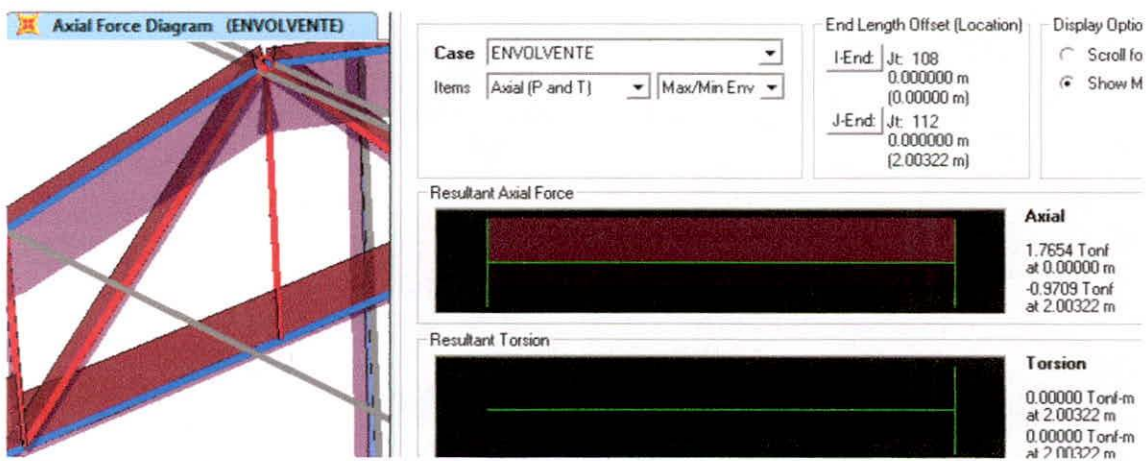 Axial Force Diagram (ENVOLVENTE)
Case ENVOLVENTE
Items Axial (P and T) Max/Min Env
End Length Offset (Location)
I-End: Jt: 108
0.000000 m
(0.00000 m)
J-End: Jt: 112
0.000000 m
(2.00322 m)
Display Optio
Scroll fo
Show M
Resultant Axial Force
Axial
1.7654 Tonf
at 0.00000 m
-0.9709 Tonf
at 2.00322 m
Resultant Torsion
Torsion
0.00000 Tonf-m
at 2.00322 m
0.00000 Tonf-m
at 2.00322 m